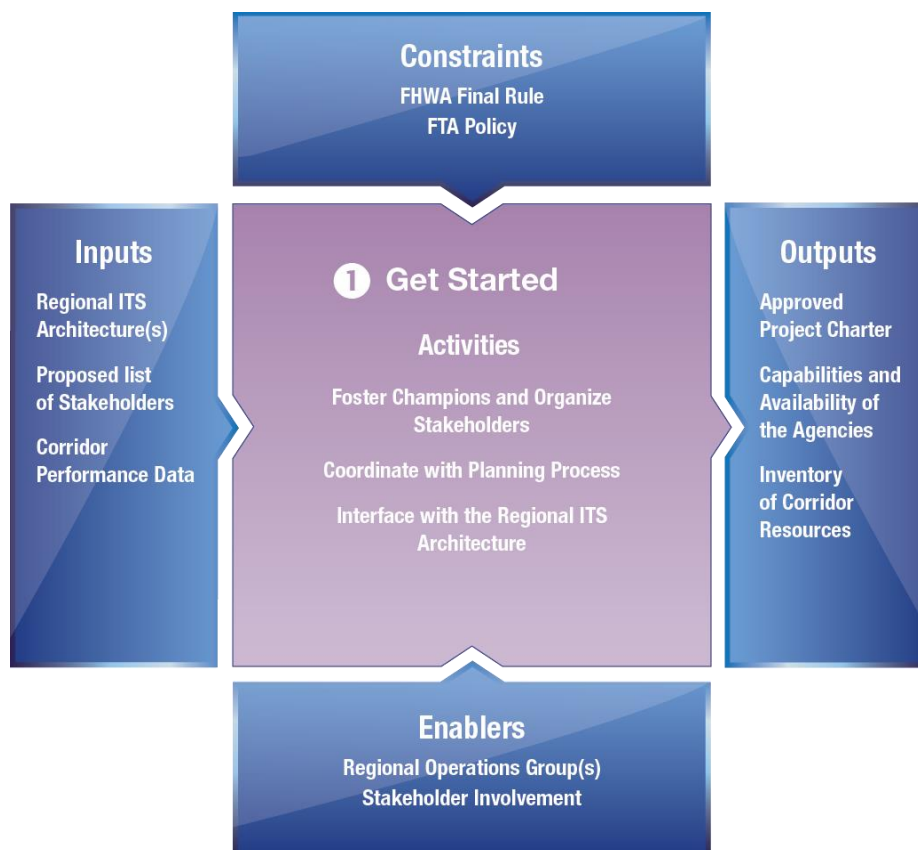 Constraints
FHWA Final Rule
FTA Policy
Inputs
Regional ITS
Architecture(s)
Proposed list
of Stakeholders
Corridor
Performance Data
1 Get Started
Activities
Foster Champions and Organize
Stakeholders
Coordinate with Planning Process
Interface with the Regional ITS
Architecture
Outputs
Approved
Project Charter
Capabilities and
Availability of
the Agencies
Inventory
of Corridor
Resources
Enablers
Regional Operations Group(s)
Stakeholder Involvement